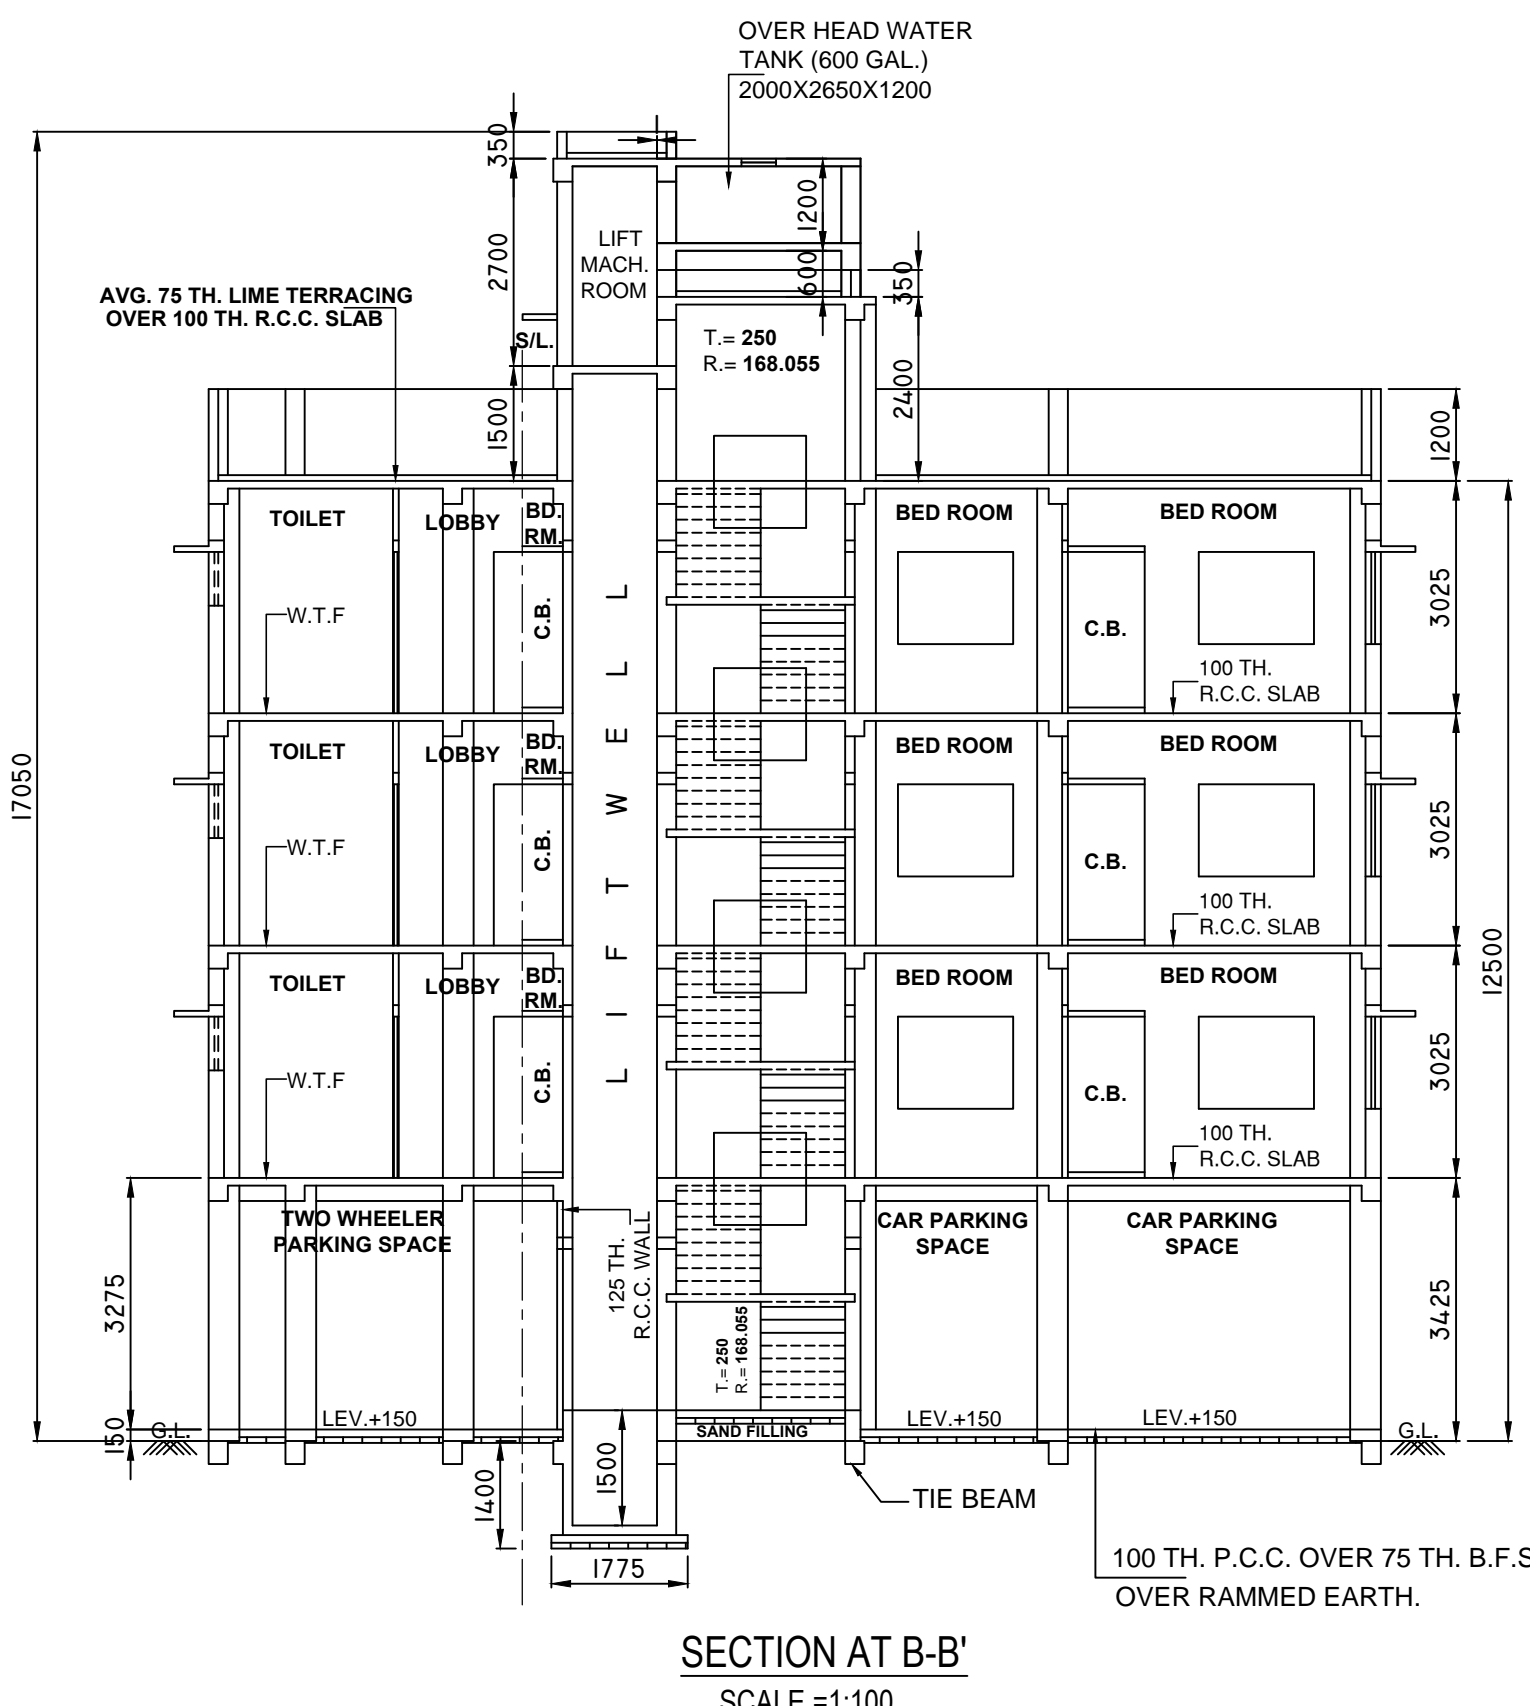 OVER HEAD WATER
TANK (600 GAL.)
2000X2650X1200
350
2700
1200
600
350
LIFT
MACH.
ROOM
AVG. 75 TH. LIME TERRACING
OVER 100 TH. R.C.C. SLAB
S/L.
T.= 250
R.= 168.055
1500
2400
1200
17050
12500
TOILET
LOBBY
BD.
RM.
BED ROOM
BED ROOM
W.T.F
C.B.
C.B.
100 TH.
R.C.C. SLAB
3025
LIFT WELL
TOILET
LOBBY
BD.
RM.
BED ROOM
BED ROOM
W.T.F
C.B.
C.B.
100 TH.
R.C.C. SLAB
3025
TOILET
LOBBY
BD.
RM.
BED ROOM
BED ROOM
W.T.F
C.B.
C.B.
100 TH.
R.C.C. SLAB
3025
TWO WHEELER
PARKING SPACE
CAR PARKING
SPACE
CAR PARKING
SPACE
125 TH.
R.C.C. WALL
3275
3425
T.= 250
R.= 168.055
LEV.+150
LEV.+150
LEV.+150
150
G.L.
SAND FILLING
G.L.
1400
1500
TIE BEAM
1775
100 TH. P.C.C. OVER 75 TH. B.F.S
OVER RAMMED EARTH.
SECTION AT B-B'
SCALE =1:100